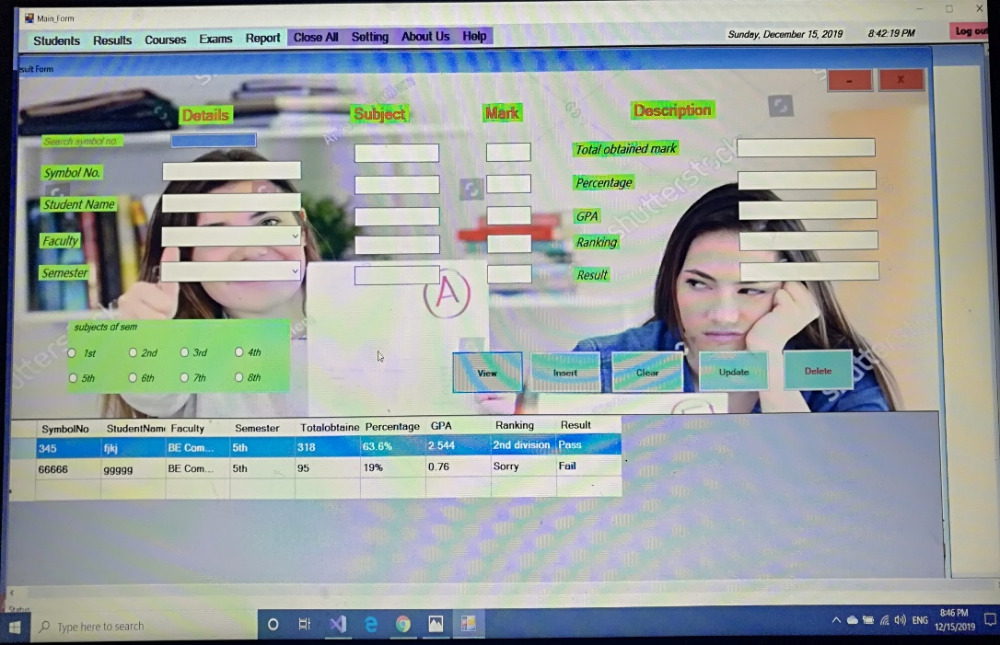 Main_Form
Students Results Courses Exams Report Close All Setting About Us Help Sunday, December 15, 2019 8:42:19 PM Log out
sult Form
- X
Details Subject Mark Description
Search symbol no.
Total obtained mark
Symbol No.
Percentage
Student Name
GPA
Faculty
Ranking
Semester
Result
A
shutterstock
subjects of sem
1st 2nd 3rd 4th
5th 6th 7th 8th
View Insert Clear Update Delete
SymbolNo StudentNam Faculty Semester Totalobtaine Percentage GPA Ranking Result
345 fjkj BE Com... 5th 318 63.6% 2.544 2nd division Pass
66666 ggggg BE Com... 5th 95 19% 0.76 Sorry Fail
Status
Type here to search
ENG
8:46 PM
12/15/2019